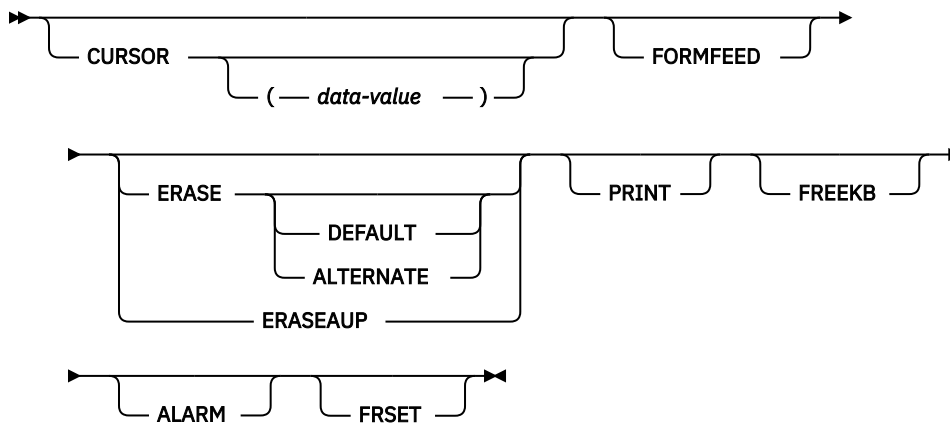 CURSOR
( data-value )
FORMFEED
ERASE
DEFAULT
ALTERNATE
ERASEAUP
PRINT
FREEKB
ALARM
FRSET